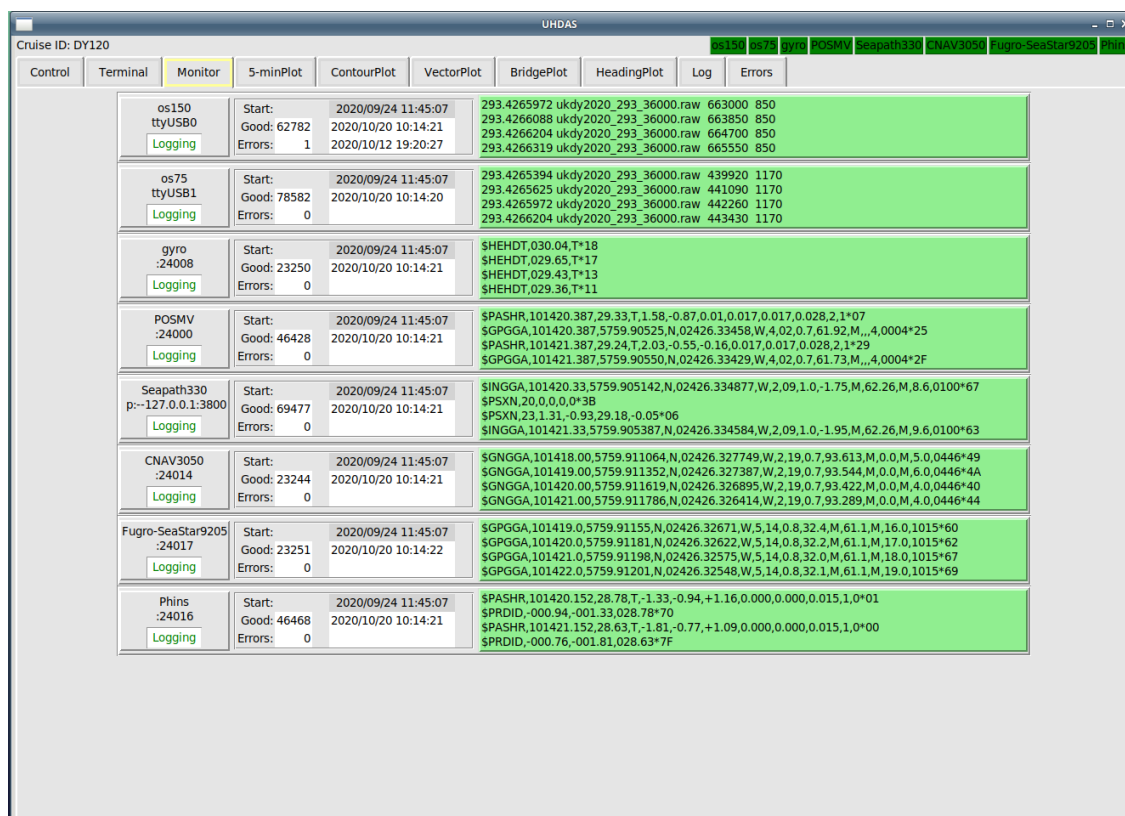 UHDAS
Cruise ID: DY120
os150 os75 gyro POSMV Seapath330 CNAV3050 Fugro-SeaStar9205 Phin
Control Terminal Monitor 5-minPlot ContourPlot VectorPlot BridgePlot HeadingPlot Log Errors
os150
ttyUSB0
Logging
Start: 2020/09/24 11:45:07
Good: 62782 2020/10/20 10:14:21
Errors: 1 2020/10/12 19:20:27
293.4265972 ukdy2020_293_36000.raw 663000 850
293.4266088 ukdy2020_293_36000.raw 663850 850
293.4266204 ukdy2020_293_36000.raw 664700 850
293.4266319 ukdy2020_293_36000.raw 665550 850
os75
ttyUSB1
Logging
Start: 2020/09/24 11:45:07
Good: 78582 2020/10/20 10:14:20
Errors: 0
293.4265394 ukdy2020_293_36000.raw 439920 1170
293.4265625 ukdy2020_293_36000.raw 441090 1170
293.4265972 ukdy2020_293_36000.raw 442260 1170
293.4266204 ukdy2020_293_36000.raw 443430 1170
gyro
:24008
Logging
Start: 2020/09/24 11:45:07
Good: 23250 2020/10/20 10:14:21
Errors: 0
$HEHDT,030.04,T*18
$HEHDT,029.65,T*17
$HEHDT,029.43,T*13
$HEHDT,029.36,T*11
POSMV
:24000
Logging
Start: 2020/09/24 11:45:07
Good: 46428 2020/10/20 10:14:21
Errors: 0
$PASHR,101420.387,29.33,T,1.58,-0.87,0.01,0.017,0.017,0.028,2,1*07
$GPGGA,101420.387,5759.90525,N,02426.33458,W,4,02,0.7,61.92,M,,,4,0004*25
$PASHR,101421.387,29.24,T,2.03,-0.55,-0.16,0.017,0.017,0.028,2,1*29
$GPGGA,101421.387,5759.90550,N,02426.33429,W,4,02,0.7,61.73,M,,,4,0004*2F
Seapath330
p:--127.0.0.1:3800
Logging
Start: 2020/09/24 11:45:07
Good: 69477 2020/10/20 10:14:21
Errors: 0
$INGGA,101420.33,5759.905142,N,02426.334877,W,2,09,1.0,-1.75,M,62.26,M,8.6,0100*67
$PSXN,20,0,0,0,0*3B
$PSXN,23,1.31,-0.93,29.18,-0.05*06
$INGGA,101421.33,5759.905387,N,02426.334584,W,2,09,1.0,-1.95,M,62.26,M,9.6,0100*63
CNAV3050
:24014
Logging
Start: 2020/09/24 11:45:07
Good: 23244 2020/10/20 10:14:21
Errors: 0
$GNGGA,101418.00,5759.911064,N,02426.327749,W,2,19,0.7,93.613,M,0.0,M,5.0,0446*49
$GNGGA,101419.00,5759.911352,N,02426.327387,W,2,19,0.7,93.544,M,0.0,M,6.0,0446*4A
$GNGGA,101420.00,5759.911619,N,02426.326895,W,2,19,0.7,93.422,M,0.0,M,4.0,0446*40
$GNGGA,101421.00,5759.911786,N,02426.326414,W,2,19,0.7,93.289,M,0.0,M,4.0,0446*44
Fugro-SeaStar9205
:24017
Logging
Start: 2020/09/24 11:45:07
Good: 23251 2020/10/20 10:14:22
Errors: 0
$GPGGA,101419.0,5759.91155,N,02426.32671,W,5,14,0.8,32.4,M,61.1,M,16.0,1015*60
$GPGGA,101420.0,5759.91181,N,02426.32622,W,5,14,0.8,32.2,M,61.1,M,17.0,1015*62
$GPGGA,101421.0,5759.91198,N,02426.32575,W,5,14,0.8,32.0,M,61.1,M,18.0,1015*67
$GPGGA,101422.0,5759.91201,N,02426.32548,W,5,14,0.8,32.1,M,61.1,M,19.0,1015*69
Phins
:24016
Logging
Start: 2020/09/24 11:45:07
Good: 46468 2020/10/20 10:14:21
Errors: 0
$PASHR,101420.152,28.78,T,-1.33,-0.94,+1.16,0.000,0.000,0.015,1,0*01
$PRDID,-000.94,-001.33,028.78*70
$PASHR,101421.152,28.63,T,-1.81,-0.77,+1.09,0.000,0.000,0.015,1,0*00
$PRDID,-000.76,-001.81,028.63*7F